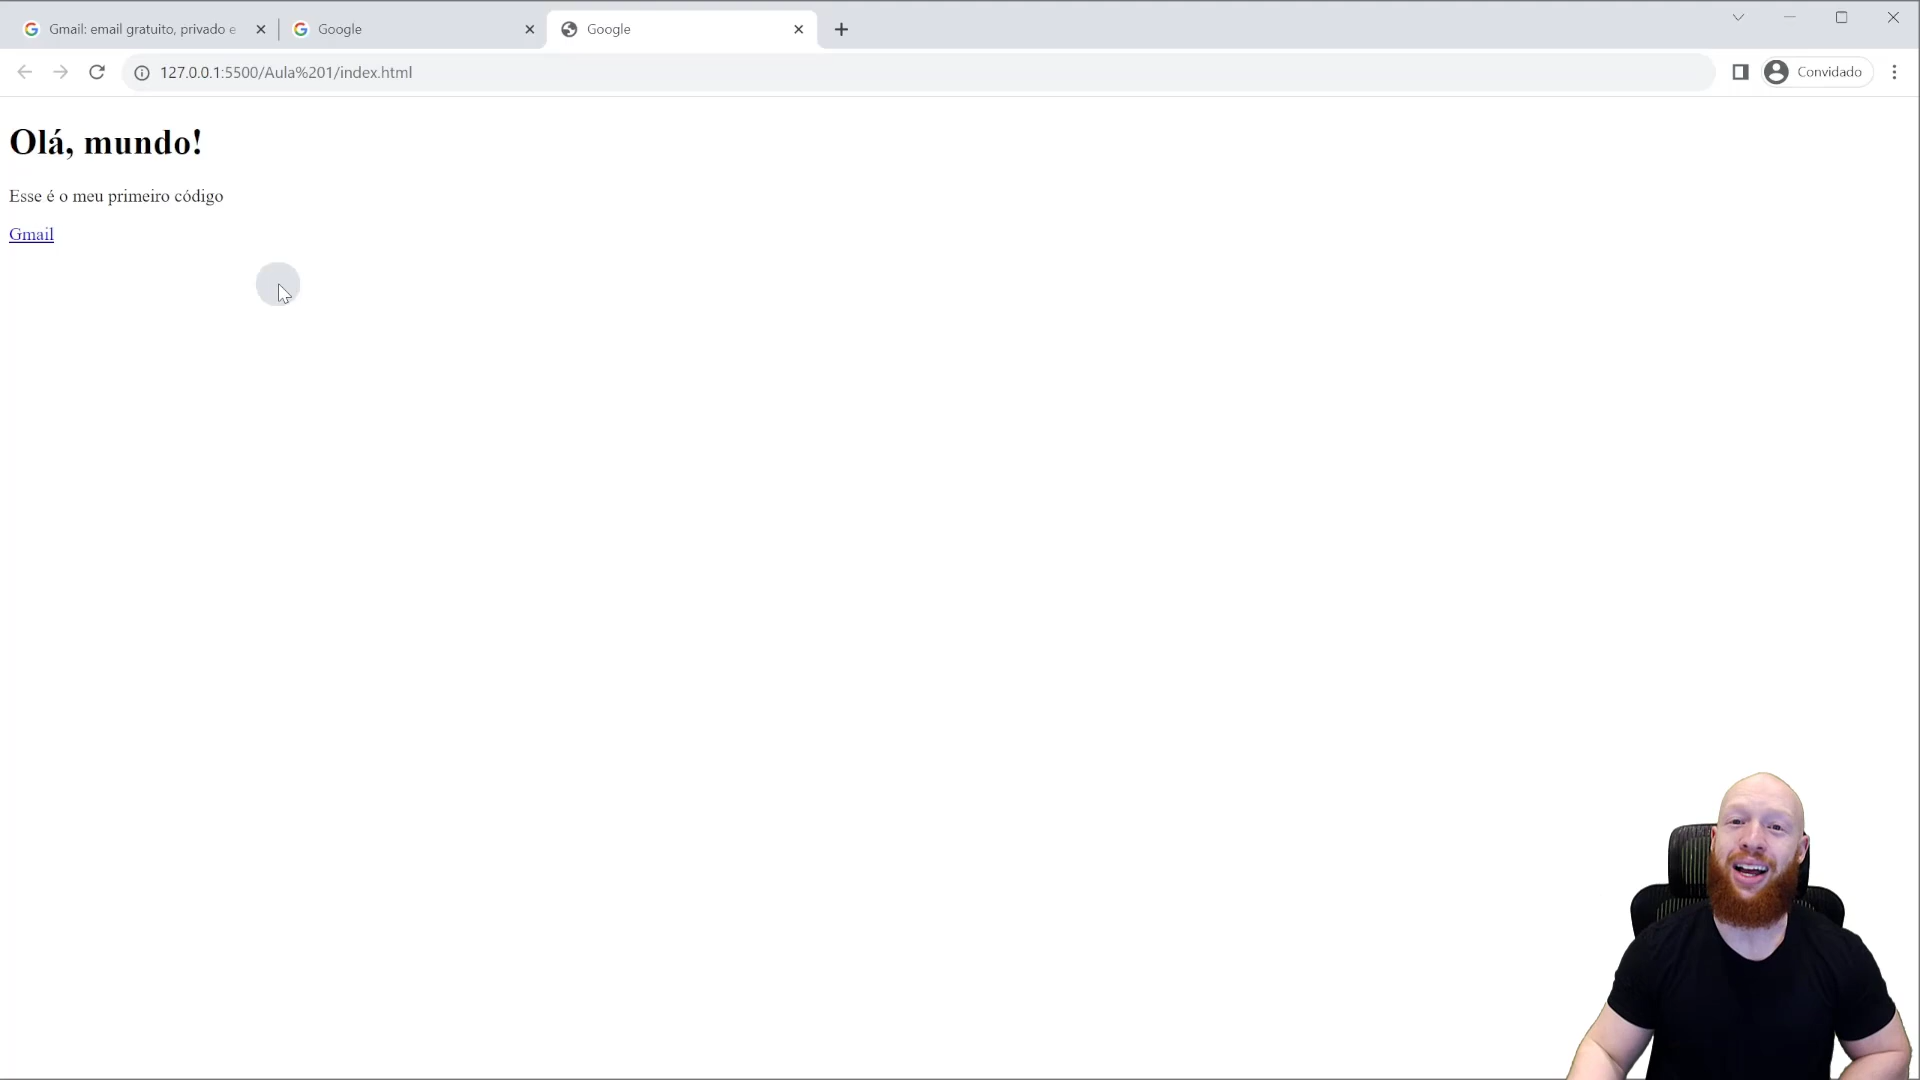 Gmail: email gratuito, privado e
Google
Google
127.0.0.1:5500/Aula%201/index.html
Convidado
Olá, mundo!
Esse é o meu primeiro código
Gmail